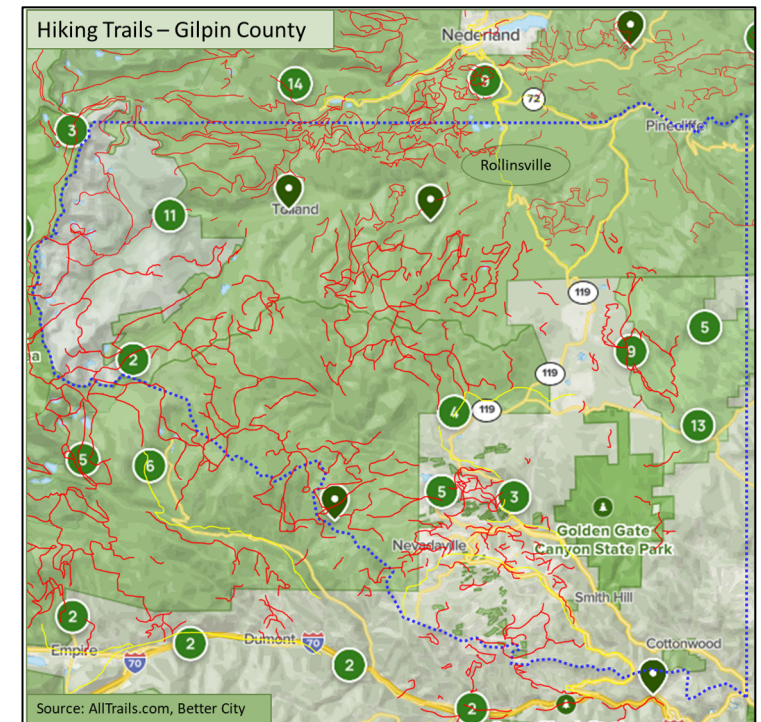 Hiking Trails – Gilpin County
Nederland
14
9
72
3
Pinecliffe
Rollinsville
Tolland
11
119
5
9
2
119
4
119
13
5
6
5
3
Golden Gate
Canyon State Park
Nevadaville
Smith Hill
2
Empire
70
2
Dumont
70
2
Cottonwood
2
Source: AllTrails.com, Better City